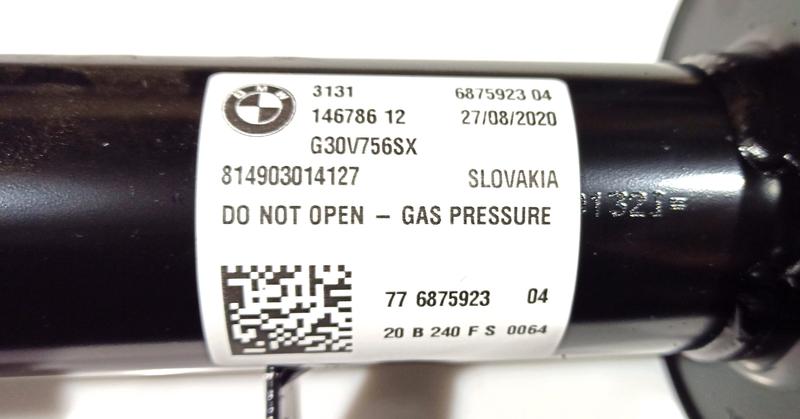 BMW
3131 6875923 04
146786 12 27/08/2020
G30V756SX
814903014127 SLOVAKIA
DO NOT OPEN – GAS PRESSURE
77 6875923 04
20 B 240 F S 0064